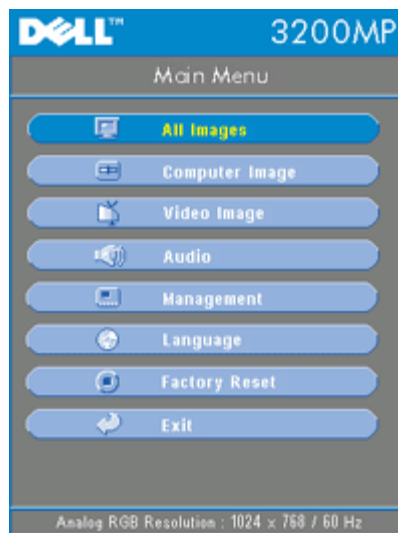 DELL™ 3200MP
Main Menu
All Images
Computer Image
Video Image
Audio
Management
Language
Factory Reset
Exit
Analog RGB Resolution : 1024 x 768 / 60 Hz